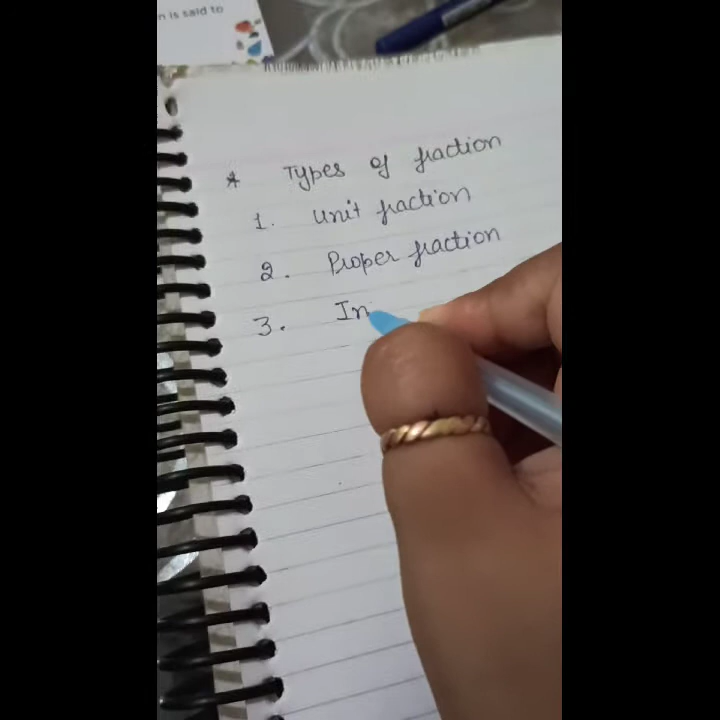 n is said to
* Types of fraction
1. Unit fraction
2. Proper fraction
3. In